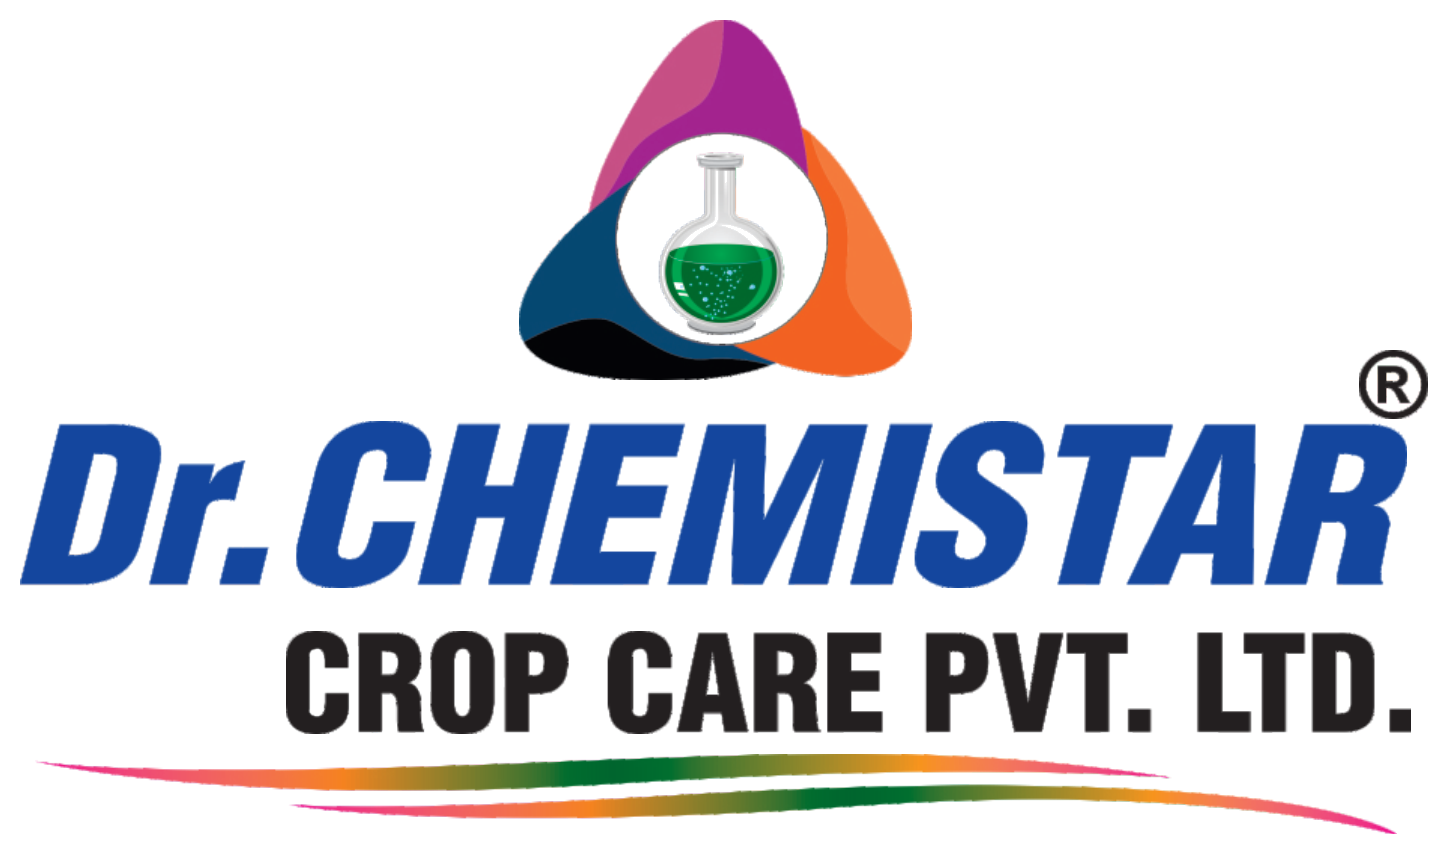 ®
Dr.CHEMISTAR
CROP CARE PVT. LTD.